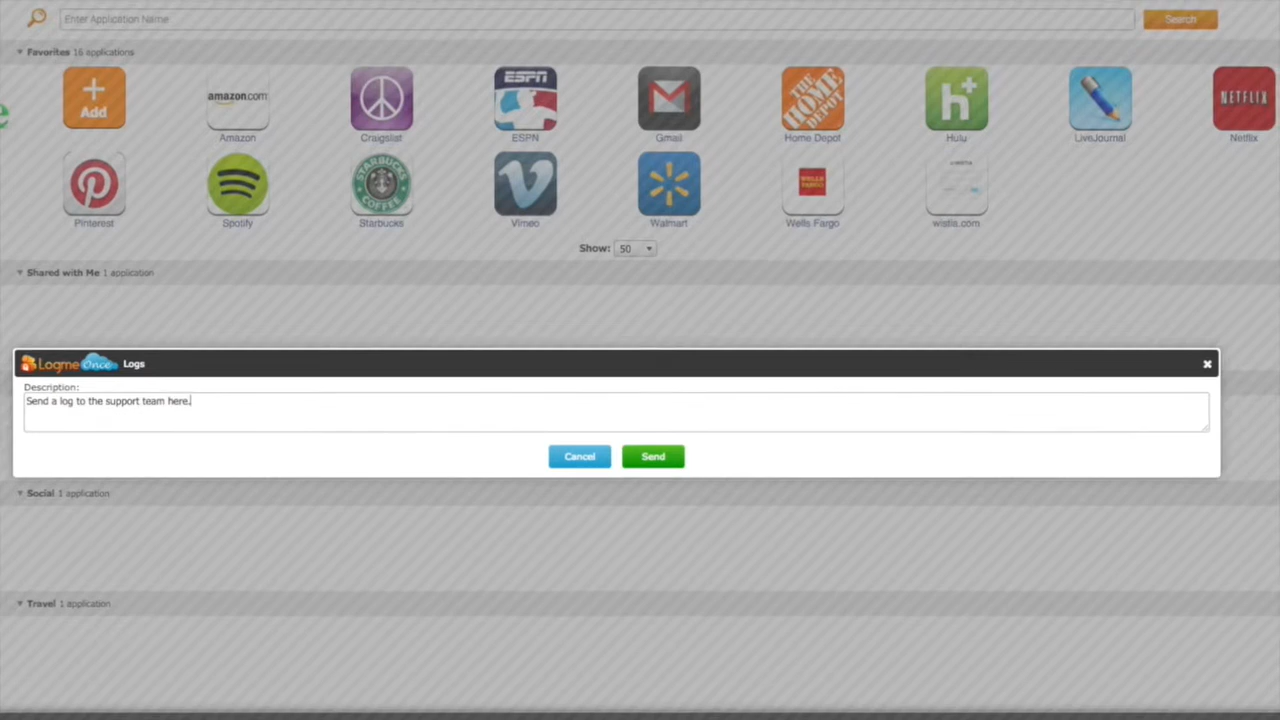 Enter Application Name
Search
Favorites 16 applications
Add
amazon.com
ESPN
THE HOME DEPOT
h+
NETFLIX
Amazon
Craigslist
ESPN
Gmail
Home Depot
Hulu
LiveJournal
Netflix
STARBUCKS COFFEE
WELLS FARGO
WISTIA
Pinterest
Spotify
Starbucks
Vimeo
Walmart
Wells Fargo
wistia.com
Show: 50
Shared with Me 1 application
LogmeOnce Logs
Description:
Send a log to the support team here.
Cancel
Send
Social 1 application
Travel 1 application